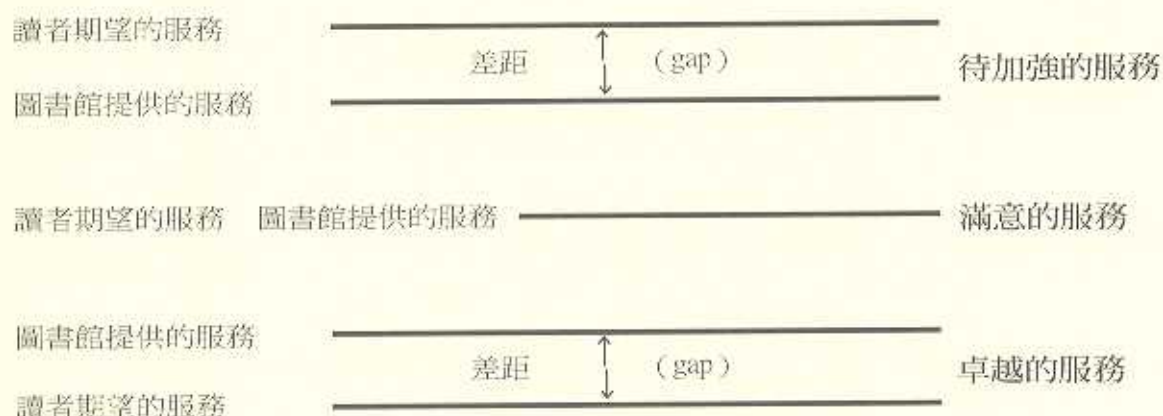 讀者期望的服務
差距 (gap)
待加強的服務
圖書館提供的服務
讀者期望的服務 圖書館提供的服務 滿意的服務
圖書館提供的服務
差距 (gap)
卓越的服務
讀者期望的服務